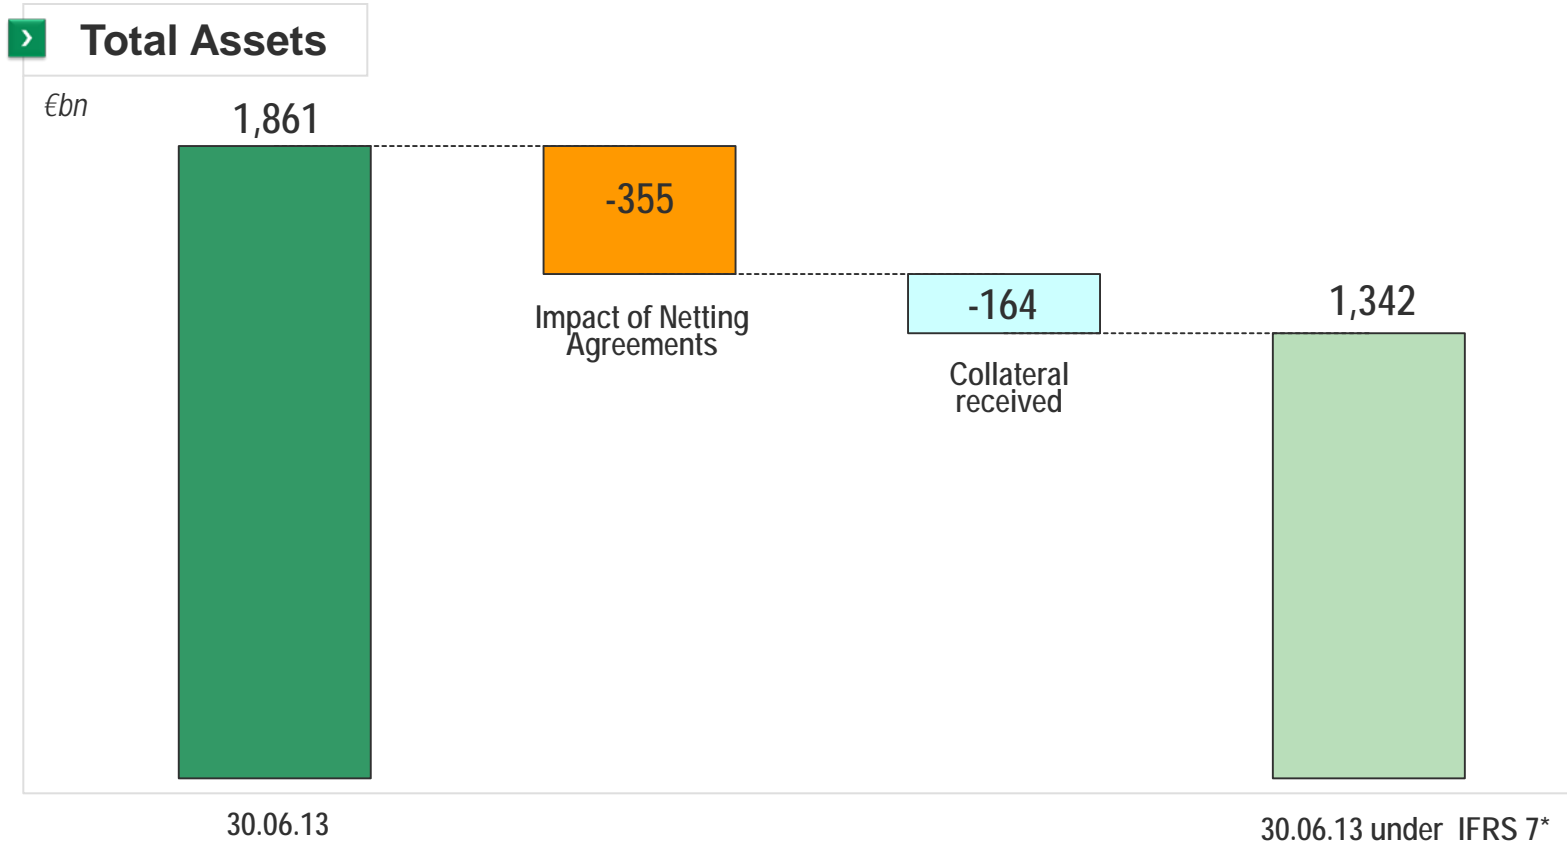 Total Assets
€bn
1,861
-355
Impact of Netting
Agreements
-164
Collateral
received
1,342
30.06.13
30.06.13 under IFRS 7*